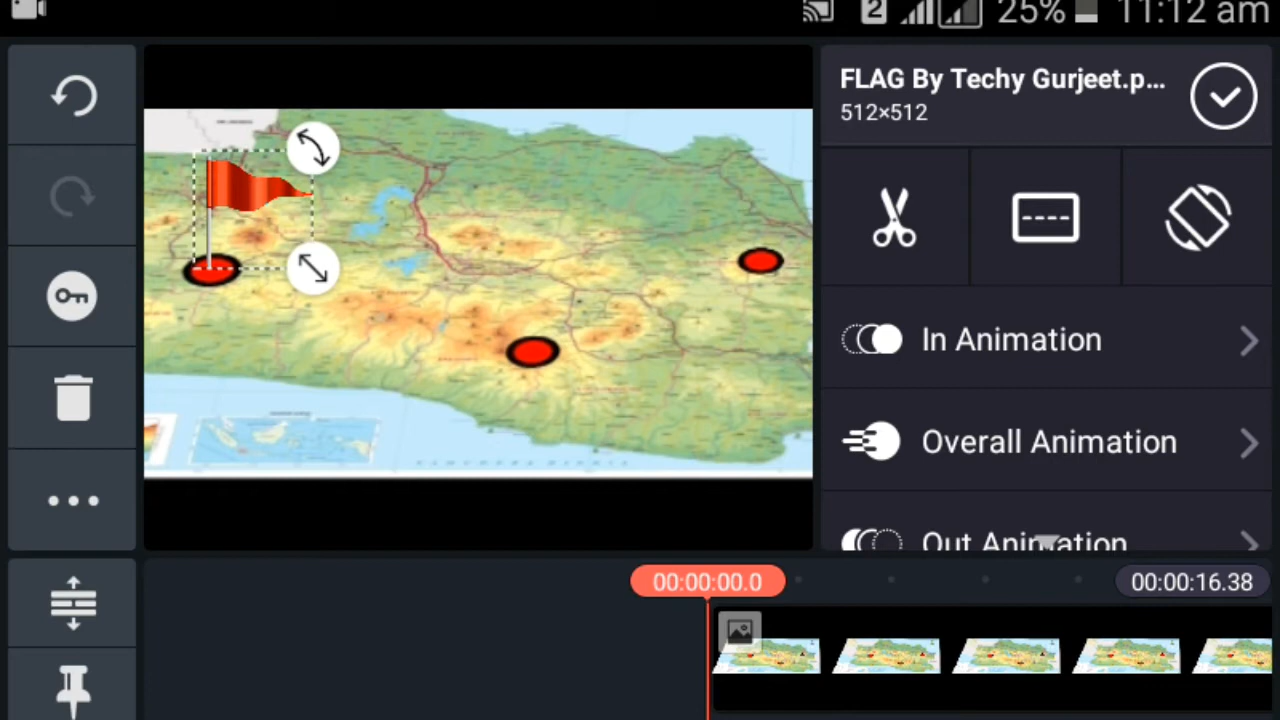 2 25% 11:12 am
FLAG By Techy Gurjeet.p...
512×512
In Animation
Overall Animation
Out Animation
00:00:00.0
00:00:16.38